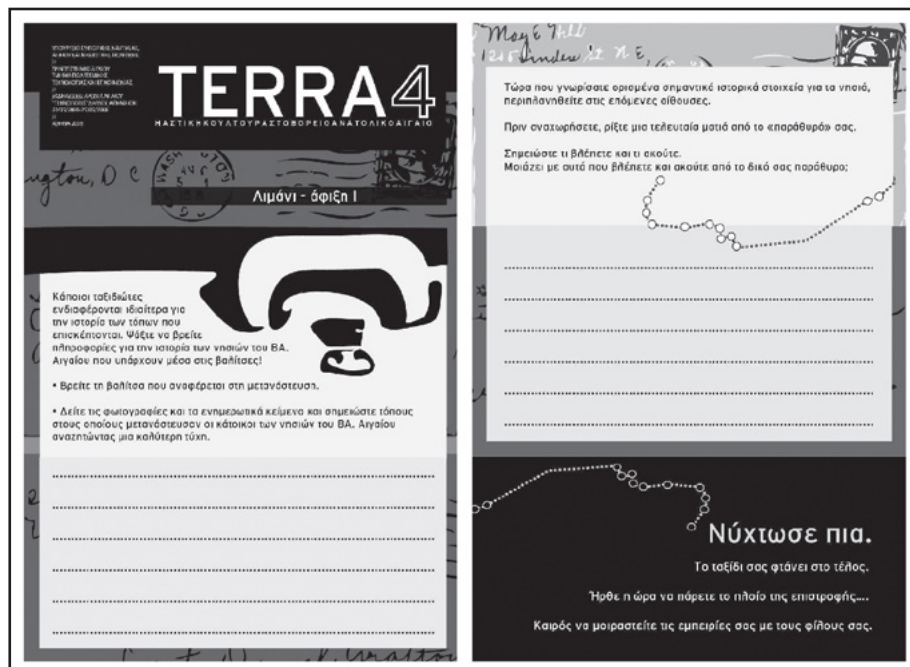 TERRA4
ΜΑΣΤΙΚΗΚΟΥΛΤΟΥΡΑΣΤΟΒΟΡΕΙΟΑΝΑΤΟΛΙΚΟΑΙΓΑΙΟ
ngton, D C
Λιμάνι - άφιξη Ι
Κάποιοι ταξιδιώτες
ενδιαφέρονται ιδιαίτερα για
την ιστορία των τόπων που
επισκέπτονται. Ψάξτε να βρείτε
πληροφορίες για την ιστορία των νησιών του ΒΑ.
Αιγαίου που υπάρχουν μέσα στις βαλίτσες!
• Βρείτε τη βαλίτσα που αναφέρεται στη μετανάστευση.
• Δείτε τις φωτογραφίες και τα ενημερωτικά κείμενα και σημειώστε τόπους
στους οποίους μετανάστευσαν οι κάτοικοι των νησιών του ΒΑ. Αιγαίου
αναζητώντας μια καλύτερη τύχη.
Τώρα που γνωρίσατε ορισμένα σημαντικά ιστορικά στοιχεία για τα νησιά,
περιπλανηθείτε στις επόμενες αίθουσες.
Πριν αναχωρήσετε, ρίξτε μια τελευταία ματιά από το «παράθυρό» σας.
Σημειώστε τι βλέπετε και τι ακούτε.
Μοιάζει με αυτά που βλέπετε και ακούτε από το δικό σας παράθυρο;
Νύχτωσε πια.
Το ταξίδι σας φτάνει στο τέλος.
Ήρθε η ώρα να πάρετε το πλοίο της επιστροφής....
Καιρός να μοιραστείτε τις εμπειρίες σας με τους φίλους σας.